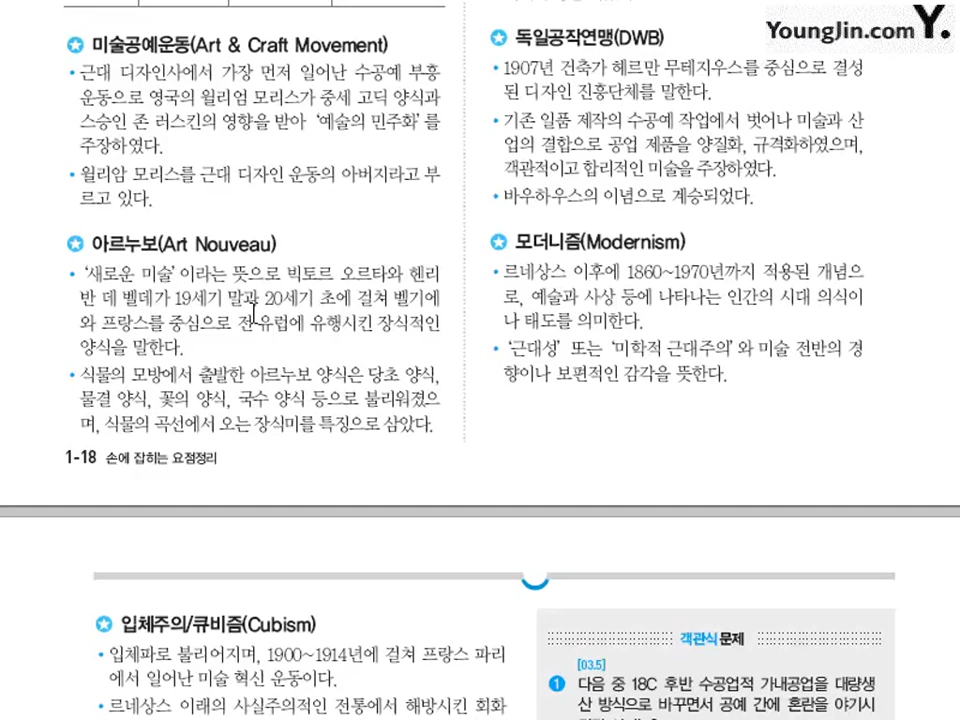 YoungJin.com Y.
미술공예운동(Art & Craft Movement)
• 근대 디자인사에서 가장 먼저 일어난 수공예 부흥
운동으로 영국의 윌리엄 모리스가 중세 고딕 양식과
스승인 존 러스킨의 영향을 받아 ‘예술의 민주화’를
주장하였다.
• 윌리암 모리스를 근대 디자인 운동의 아버지라고 부
르고 있다.
아르누보(Art Nouveau)
• ‘새로운 미술’이라는 뜻으로 빅토르 오르타와 헨리
반 데 벨데가 19세기 말과 20세기 초에 걸쳐 벨기에
와 프랑스를 중심으로 전 유럽에 유행시킨 장식적인
양식을 말한다.
• 식물의 모방에서 출발한 아르누보 양식은 당초 양식,
물결 양식, 꽃의 양식, 국수 양식 등으로 불리워졌으
며, 식물의 곡선에서 오는 장식미를 특징으로 삼았다.
1-18 손에 잡히는 요점정리
독일공작연맹(DWB)
• 1907년 건축가 헤르만 무테지우스를 중심으로 결성
된 디자인 진흥단체를 말한다.
• 기존 일품 제작의 수공예 작업에서 벗어나 미술과 산
업의 결합으로 공업 제품을 양질화, 규격화하였으며,
객관적이고 합리적인 미술을 주장하였다.
• 바우하우스의 이념으로 계승되었다.
모더니즘(Modernism)
• 르네상스 이후에 1860~1970년까지 적용된 개념으
로, 예술과 사상 등에 나타나는 인간의 시대 의식이
나 태도를 의미한다.
• ‘근대성’ 또는 ‘미학적 근대주의’와 미술 전반의 경
향이나 보편적인 감각을 뜻한다.
입체주의/큐비즘(Cubism)
• 입체파로 불리어지며, 1900~1914년에 걸쳐 프랑스 파리
에서 일어난 미술 혁신 운동이다.
• 르네상스 이래의 사실주의적인 전통에서 해방시킨 회화
객관식 문제
[03.5]
1 다음 중 18C 후반 수공업적 가내공업을 대량생
산 방식으로 바꾸면서 공예 간에 혼란을 야기시